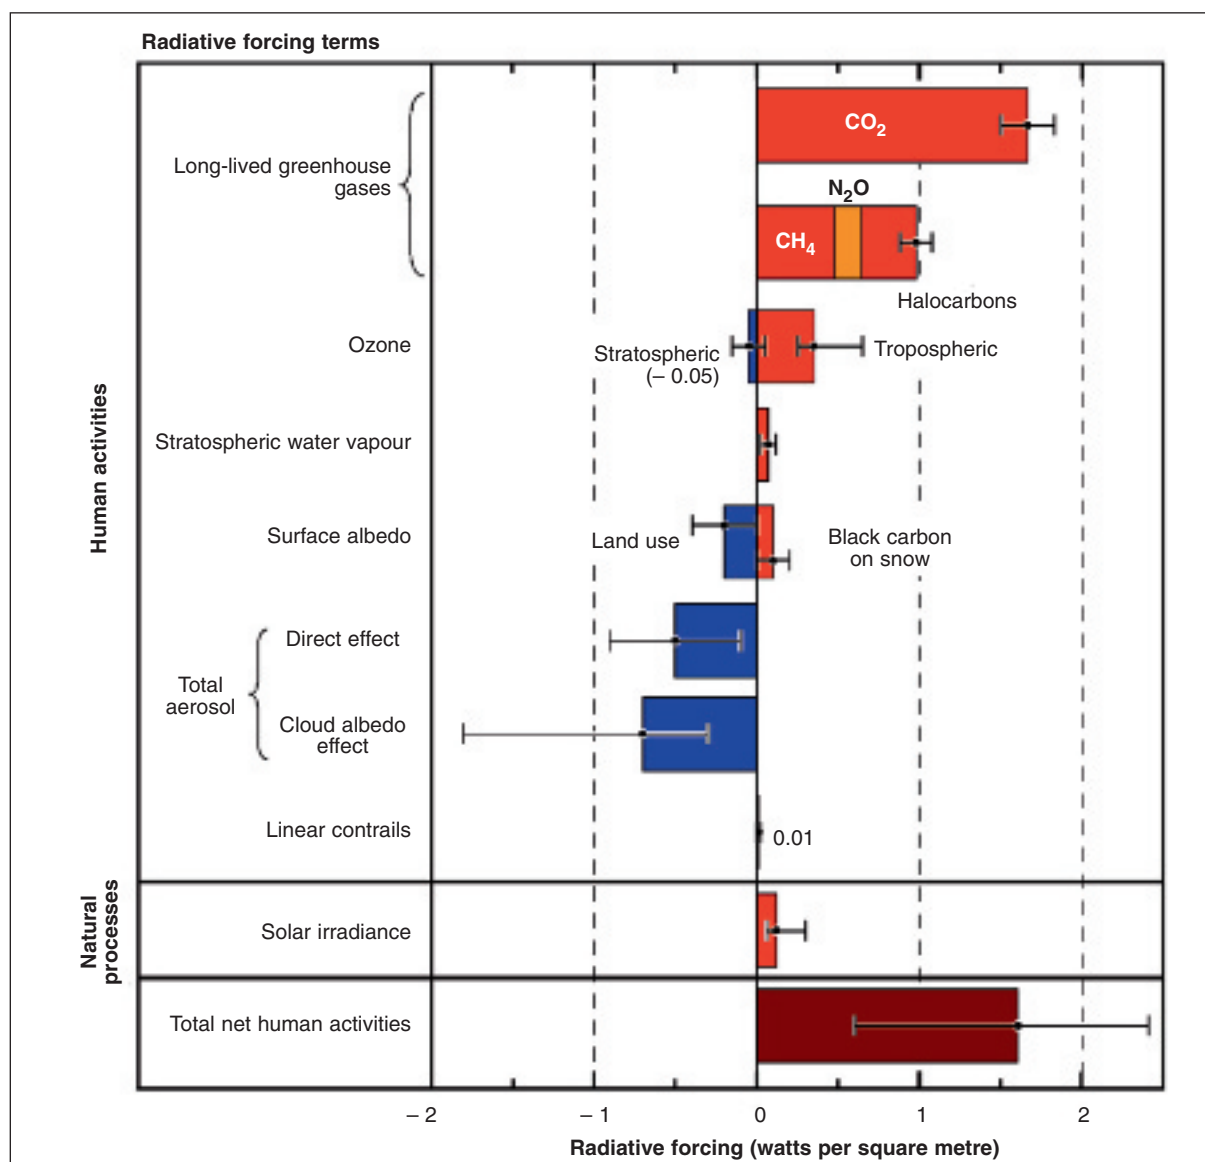 Radiative forcing terms
CO2
Long-lived greenhouse
gases
N2O
CH4
Halocarbons
Ozone
Stratospheric
(– 0.05)
Tropospheric
Human activities
Stratospheric water vapour
Surface albedo
Land use
Black carbon
on snow
Direct effect
Total
aerosol
Cloud albedo
effect
Linear contrails
0.01
Natural
processes
Solar irradiance
Total net human activities
– 2
– 1
0
1
2
Radiative forcing (watts per square metre)